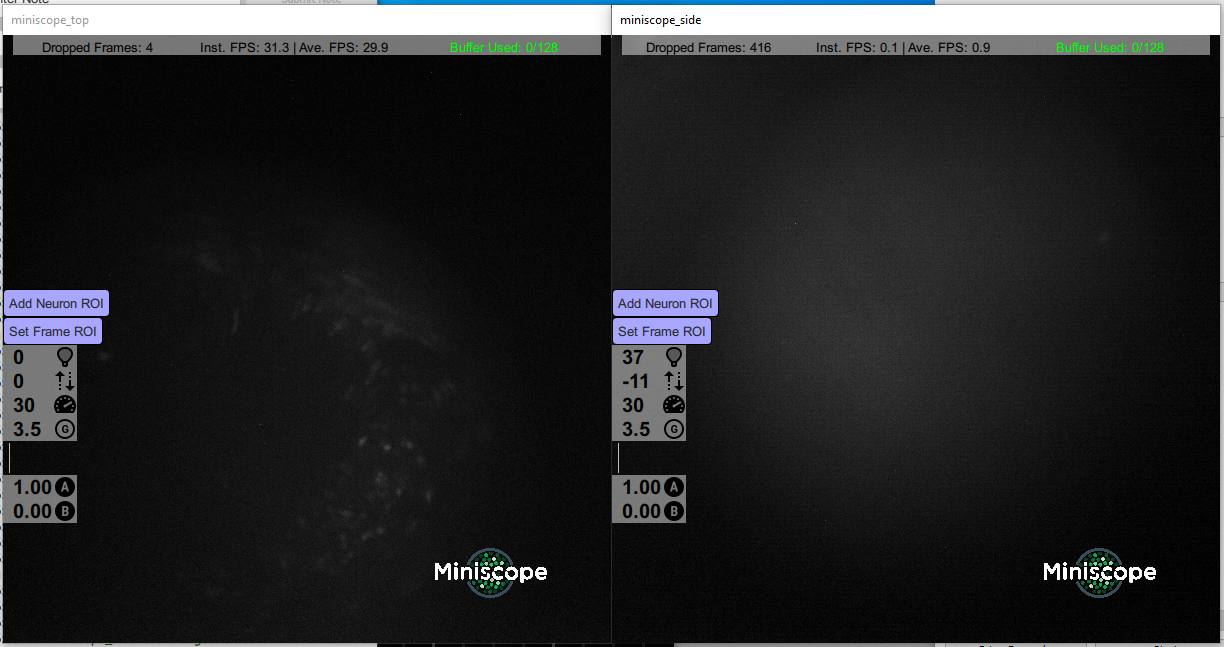 Submit Note
miniscope_top
Dropped Frames: 4 Inst. FPS: 31.3 | Ave. FPS: 29.9 Buffer Used: 0/128
Add Neuron ROI
Set Frame ROI
0
0
30
3.5 G
1.00 A
0.00 B
Miniscope
miniscope_side
Dropped Frames: 416 Inst. FPS: 0.1 | Ave. FPS: 0.9 Buffer Used: 0/128
Add Neuron ROI
Set Frame ROI
37
-11
30
3.5 G
1.00 A
0.00 B
Miniscope